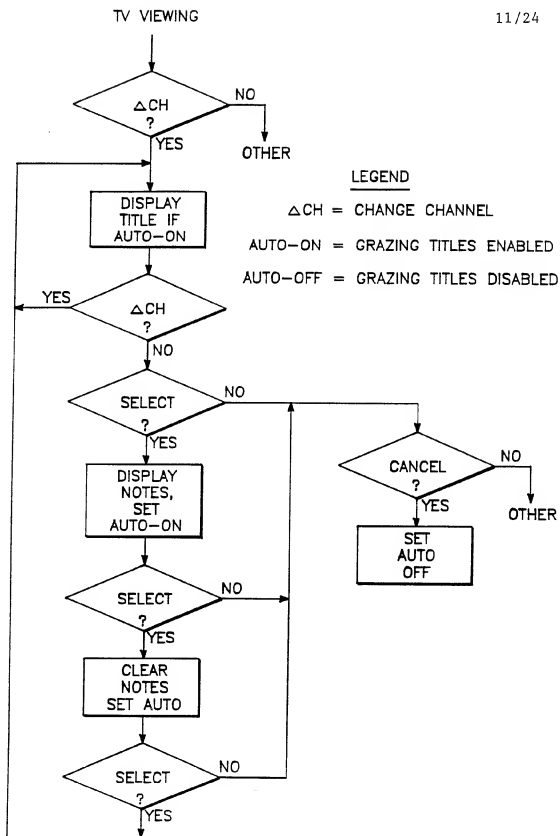 TV VIEWING
11/24
△CH
?
NO
YES
OTHER
LEGEND
△CH = CHANGE CHANNEL
AUTO-ON = GRAZING TITLES ENABLED
AUTO-OFF = GRAZING TITLES DISABLED
DISPLAY
TITLE IF
AUTO-ON
YES
△CH
?
NO
SELECT
?
NO
YES
CANCEL
?
NO
YES
OTHER
DISPLAY
NOTES,
SET
AUTO-ON
SET
AUTO
OFF
SELECT
?
NO
YES
CLEAR
NOTES
SET AUTO
SELECT
?
NO
YES